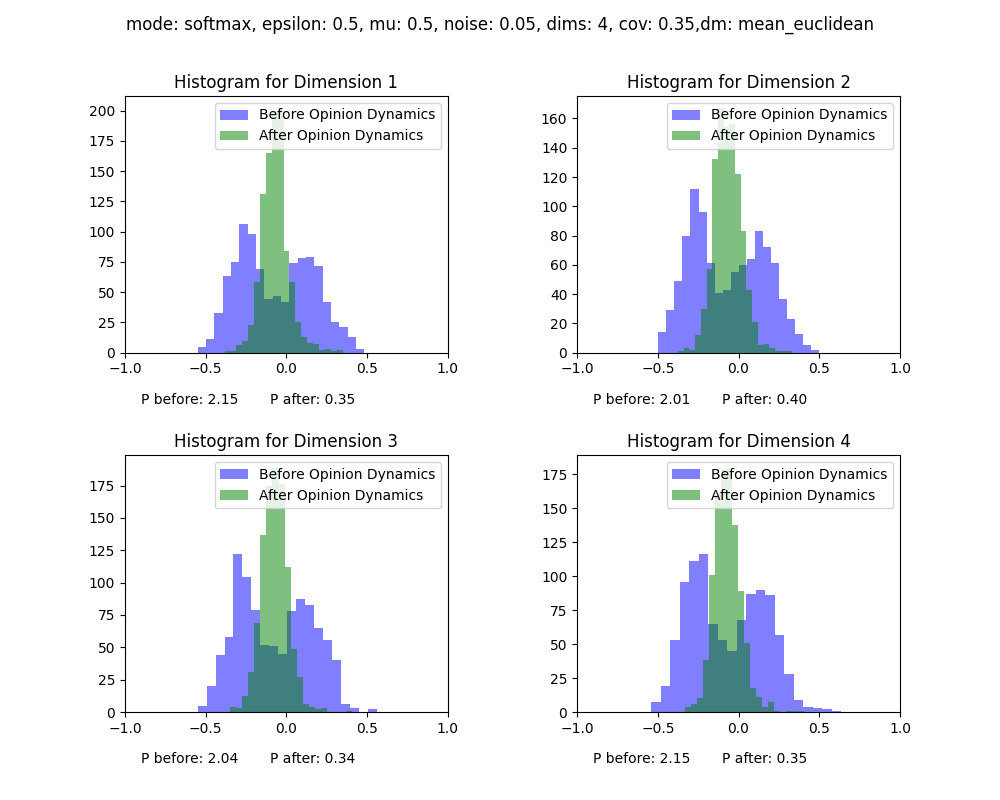 mode: softmax, epsilon: 0.5, mu: 0.5, noise: 0.05, dims: 4, cov: 0.35,dm: mean_euclidean
Histogram for Dimension 1
Before Opinion Dynamics
After Opinion Dynamics
200
175
150
125
100
75
50
25
0
−1.0 −0.5 0.0 0.5 1.0
P before: 2.15 P after: 0.35
Histogram for Dimension 2
Before Opinion Dynamics
After Opinion Dynamics
160
140
120
100
80
60
40
20
0
−1.0 −0.5 0.0 0.5 1.0
P before: 2.01 P after: 0.40
Histogram for Dimension 3
Before Opinion Dynamics
After Opinion Dynamics
175
150
125
100
75
50
25
0
−1.0 −0.5 0.0 0.5 1.0
P before: 2.04 P after: 0.34
Histogram for Dimension 4
Before Opinion Dynamics
After Opinion Dynamics
175
150
125
100
75
50
25
0
−1.0 −0.5 0.0 0.5 1.0
P before: 2.15 P after: 0.35